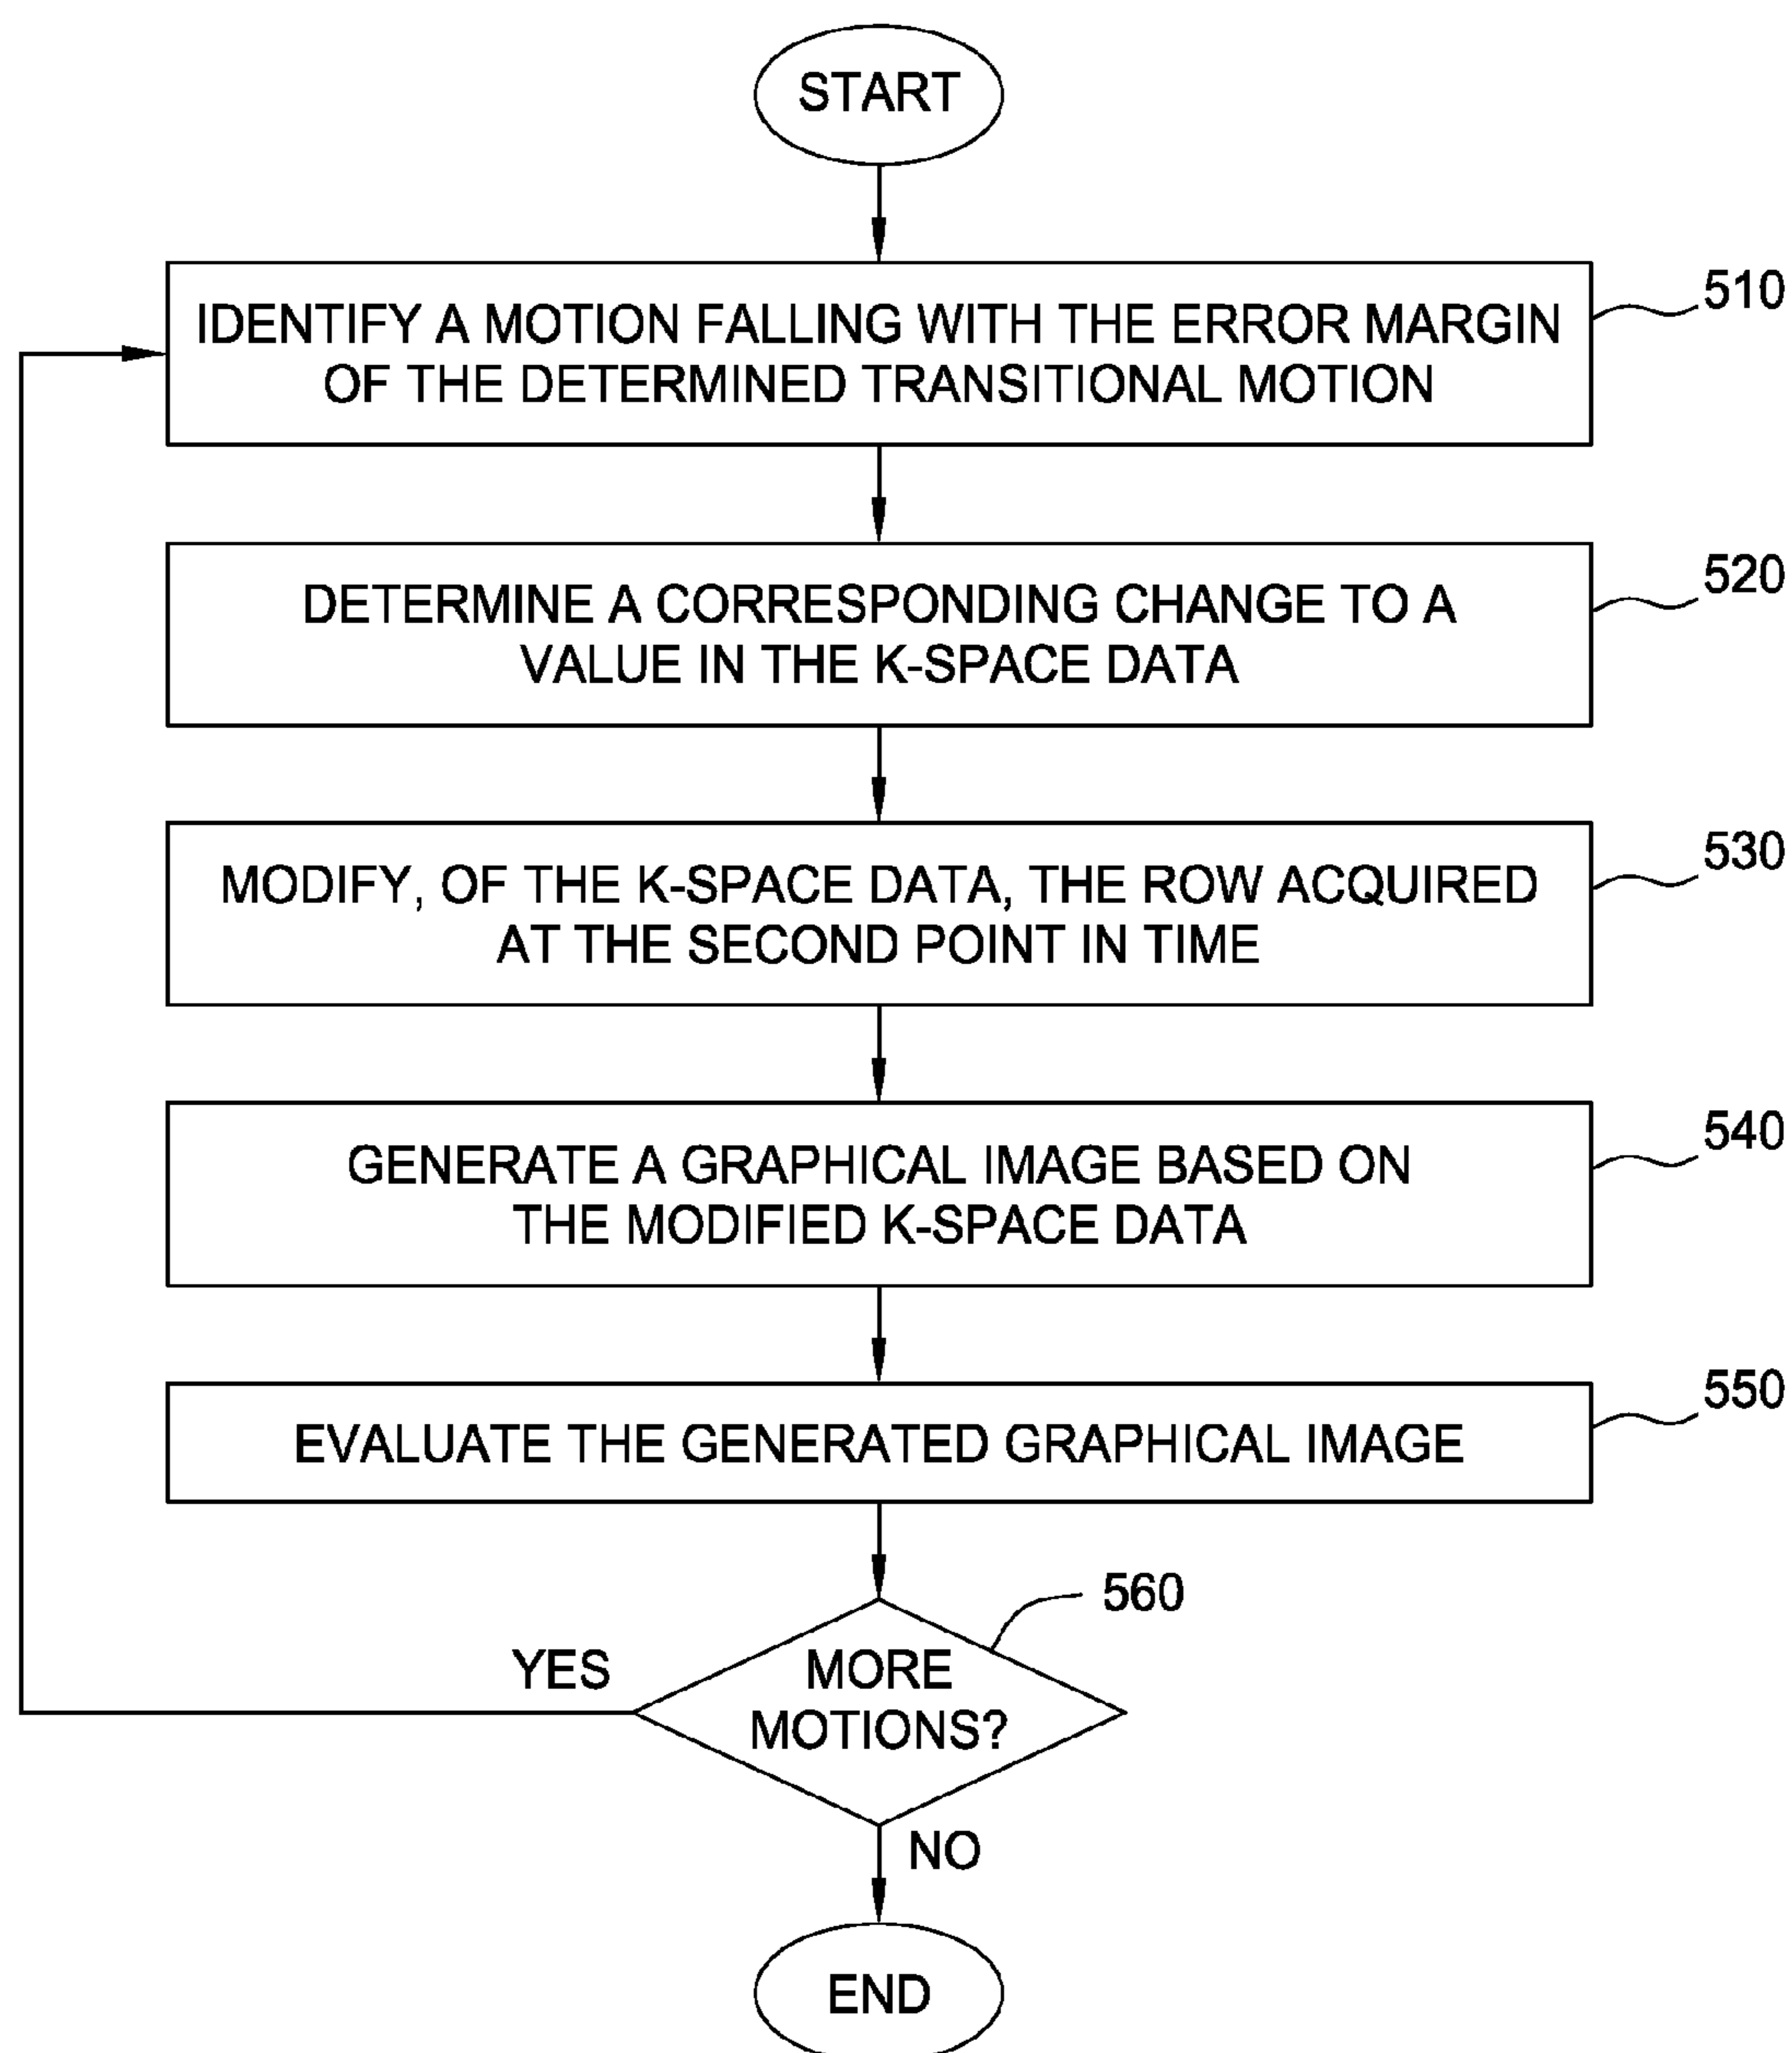 START
510
IDENTIFY A MOTION FALLING WITH THE ERROR MARGIN
OF THE DETERMINED TRANSITIONAL MOTION
520
DETERMINE A CORRESPONDING CHANGE TO A
VALUE IN THE K-SPACE DATA
530
MODIFY, OF THE K-SPACE DATA, THE ROW ACQUIRED
AT THE SECOND POINT IN TIME
540
GENERATE A GRAPHICAL IMAGE BASED ON
THE MODIFIED K-SPACE DATA
550
EVALUATE THE GENERATED GRAPHICAL IMAGE
560
YES
MORE
MOTIONS?
NO
END